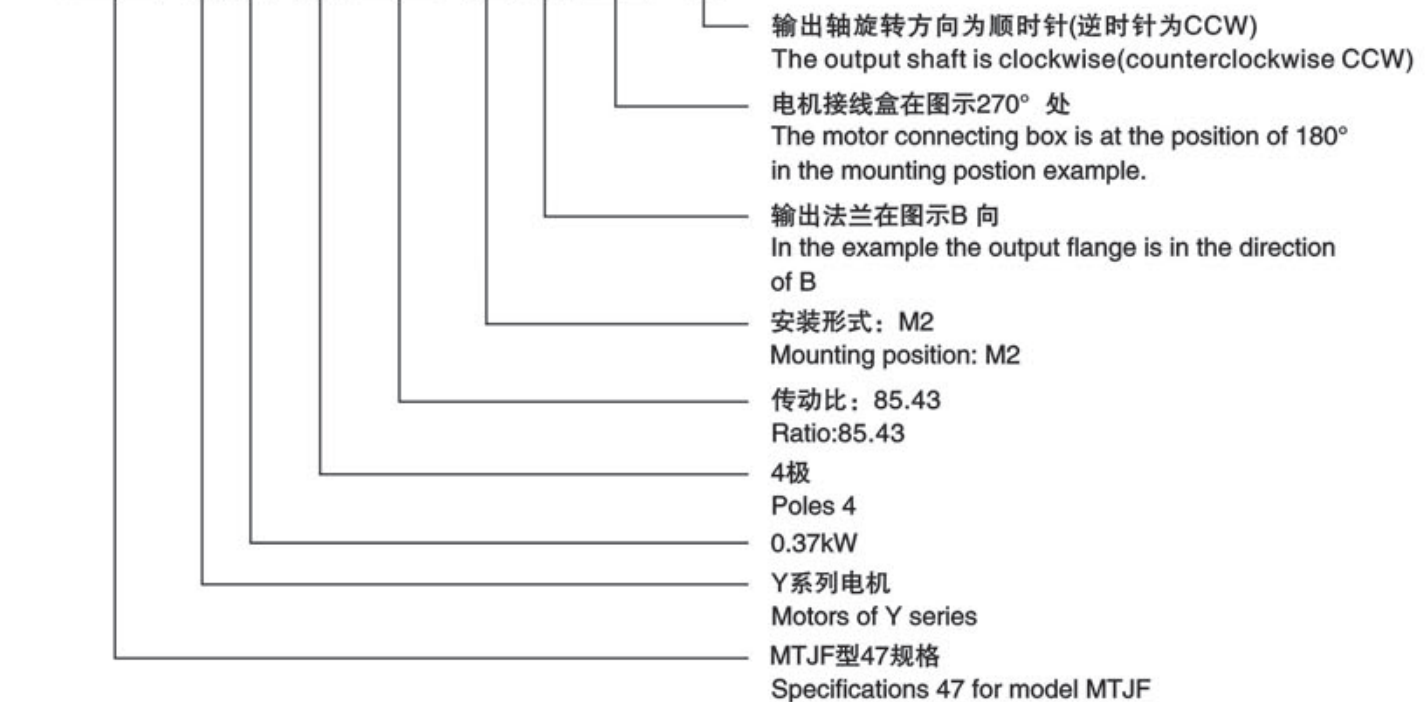 输出轴旋转方向为顺时针(逆时针为CCW)
The output shaft is clockwise(counterclockwise CCW)
电机接线盒在图示270° 处
The motor connecting box is at the position of 180°
in the mounting postion example.
输出法兰在图示B 向
In the example the output flange is in the direction
of B
安装形式：M2
Mounting position: M2
传动比：85.43
Ratio:85.43
4极
Poles 4
0.37kW
Y系列电机
Motors of Y series
MTJF型47规格
Specifications 47 for model MTJF